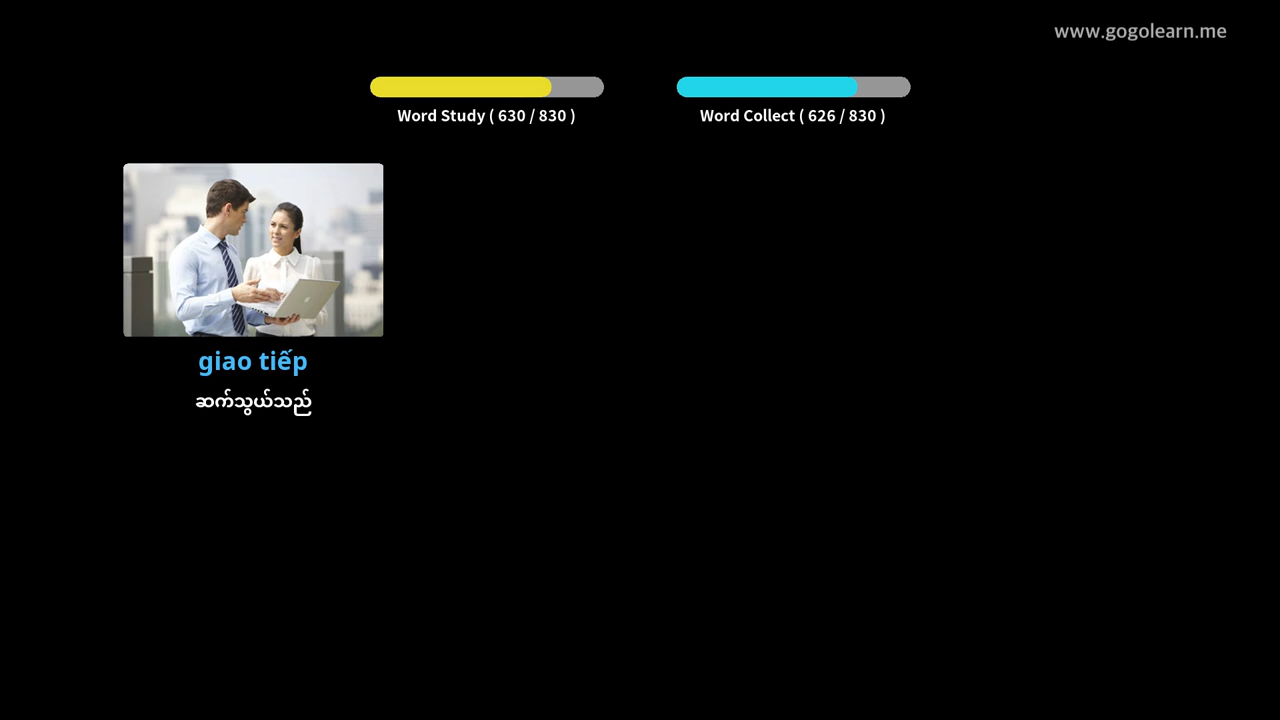 www.gogolearn.me
Word Study ( 630 / 830 )
Word Collect ( 626 / 830 )
giao tiếp
ဆက်သွယ်သည်